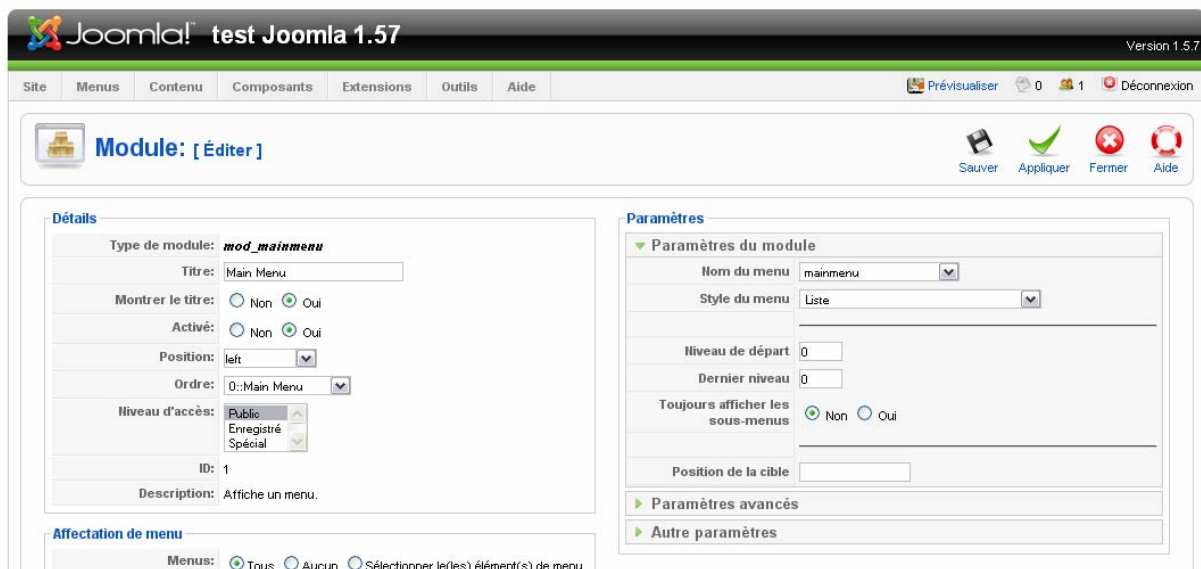 Joomla! test Joomla 1.57
Version 1.5.7
Site Menus Contenu Composants Extensions Outils Aide Prévisualiser 0 1 Déconnexion
Module: [ Éditer ]
Sauver Appliquer Fermer Aide
Détails
Type de module: mod_mainmenu
Titre: Main Menu
Montrer le titre: Non Oui
Activé: Non Oui
Position: left
Ordre: 0::Main Menu
Niveau d'accès: Public
Enregistré
Spécial
ID: 1
Description: Affiche un menu.
Affectation de menu
Menus: Tous Aucun Sélectionner le(les) élément(s) de menu
Paramètres
Paramètres du module
Nom du menu mainmenu
Style du menu Liste
Niveau de départ 0
Dernier niveau 0
Toujours afficher les
sous-menus Non Oui
Position de la cible
Paramètres avancés
Autre paramètres